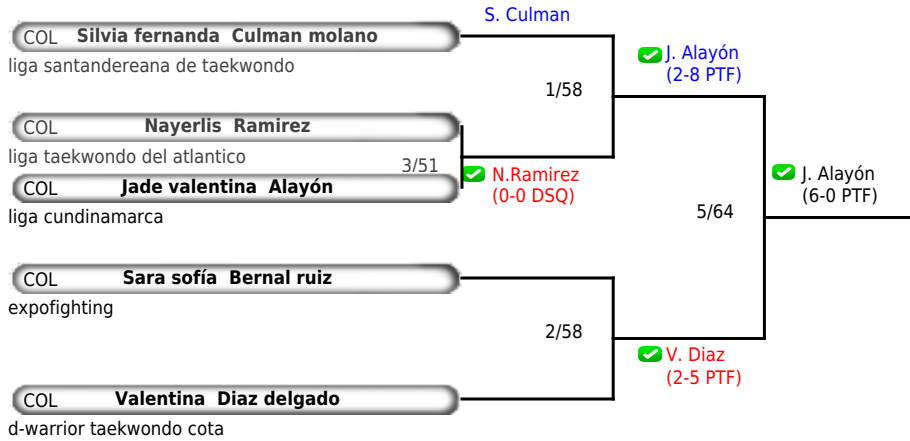 S. Culman
COL Silvia fernanda Culman molano
liga santandereana de taekwondo
J. Alayón
(2-8 PTF)
1/58
COL Nayerlis Ramirez
liga taekwondo del atlantico
3/51
N.Ramirez
(0-0 DSQ)
COL Jade valentina Alayón
liga cundinamarca
J. Alayón
(6-0 PTF)
5/64
COL Sara sofía Bernal ruiz
expofighting
2/58
V. Diaz
(2-5 PTF)
COL Valentina Diaz delgado
d-warrior taekwondo cota